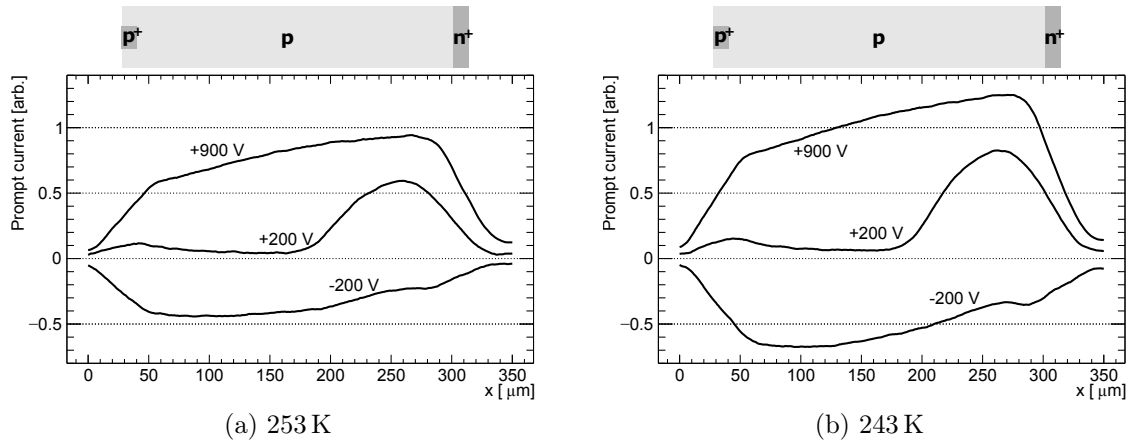 p⁺ p n⁺
Prompt current [arb.]
1
0.5
0
−0.5
+900 V
+200 V
-200 V
0 50 100 150 200 250 300 350
x [ μm]
(a) 253 K
p⁺ p n⁺
Prompt current [arb.]
1
0.5
0
−0.5
+900 V
+200 V
-200 V
0 50 100 150 200 250 300 350
x [ μm]
(b) 243 K